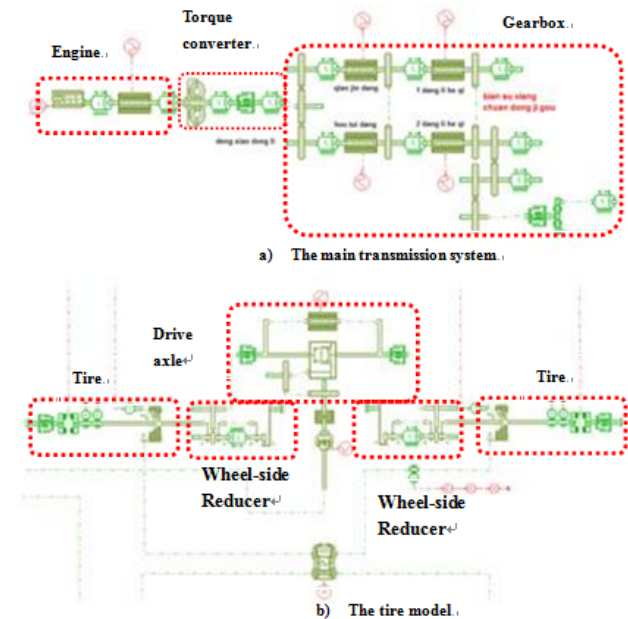 Torque
converter.
Gearbox
Engine
qian jin dang
1 dang li he qi
bian su xiang
chuan dong ji gou
hou tui dang
2 dang li he qi
deng xiao dong li
a) The main transmission system.
Drive
axle↵
Tire.
Tire.
Wheel-side
Reducer↵
Wheel-side
Reducer↵
b) The tire model.